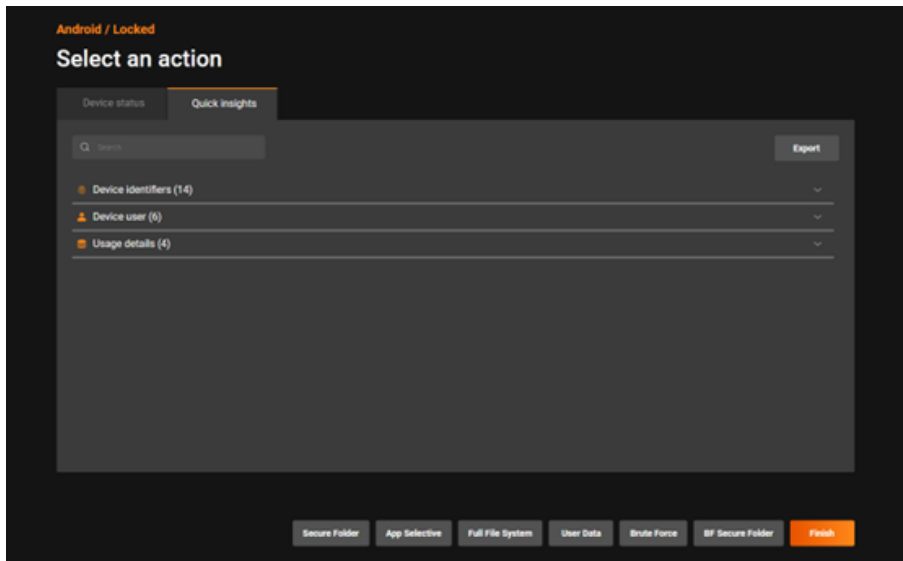 Android / Locked
Select an action
Device status Quick insights
Search Export
Device identifiers (14)
Device user (6)
Usage details (4)
Secure Folder App Selective Full File System User Data Brute Force BF Secure Folder Finish